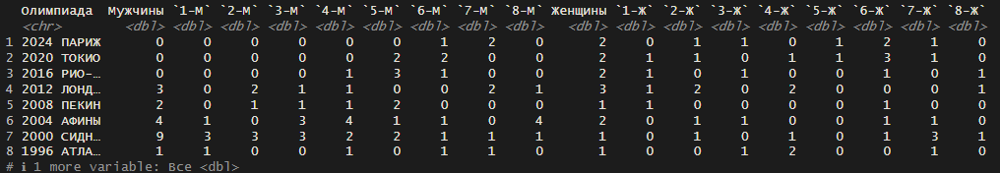 Олимпиада Мужчины `1-М` `2-М` `3-М` `4-М` `5-М` `6-М` `7-М` `8-М` Женщины `1-Ж` `2-Ж` `3-Ж` `4-Ж` `5-Ж` `6-Ж` `7-Ж` `8-Ж`
<chr> <dbl> <dbl> <dbl> <dbl> <dbl> <dbl> <dbl> <dbl> <dbl> <dbl> <dbl> <dbl> <dbl> <dbl> <dbl> <dbl> <dbl> <dbl>
1 2024 ПАРИЖ 0 0 0 0 0 0 1 2 0 2 0 1 1 0 1 2 1 0
2 2020 ТОКИО 0 0 0 0 0 2 2 0 0 2 1 1 0 1 1 3 1 0
3 2016 РИО-… 0 0 0 0 1 3 1 0 0 2 1 0 1 0 0 1 0 1
4 2012 ЛОНД… 3 0 2 1 1 0 0 2 1 3 1 2 0 2 0 0 0 1
5 2008 ПЕКИН 2 0 1 1 1 2 0 0 0 1 1 0 0 0 0 1 0 0
6 2004 АФИНЫ 4 1 0 3 4 1 1 0 4 2 0 1 1 0 0 1 1 0
7 2000 СИДН… 9 3 3 3 2 2 1 1 1 1 1 0 1 0 1 1 3 1
8 1996 АТЛА… 1 1 0 0 1 0 1 1 0 1 0 0 1 2 0 0 1 0
# ℹ 1 more variable: Все <dbl>